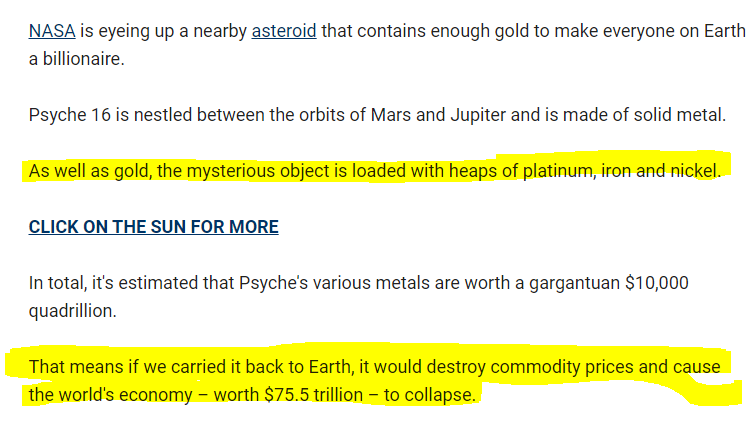 NASA is eyeing up a nearby asteroid that contains enough gold to make everyone on Earth
a billionaire.
Psyche 16 is nestled between the orbits of Mars and Jupiter and is made of solid metal.
As well as gold, the mysterious object is loaded with heaps of platinum, iron and nickel.
CLICK ON THE SUN FOR MORE
In total, it's estimated that Psyche's various metals are worth a gargantuan $10,000
quadrillion.
That means if we carried it back to Earth, it would destroy commodity prices and cause
the world's economy – worth $75.5 trillion – to collapse.